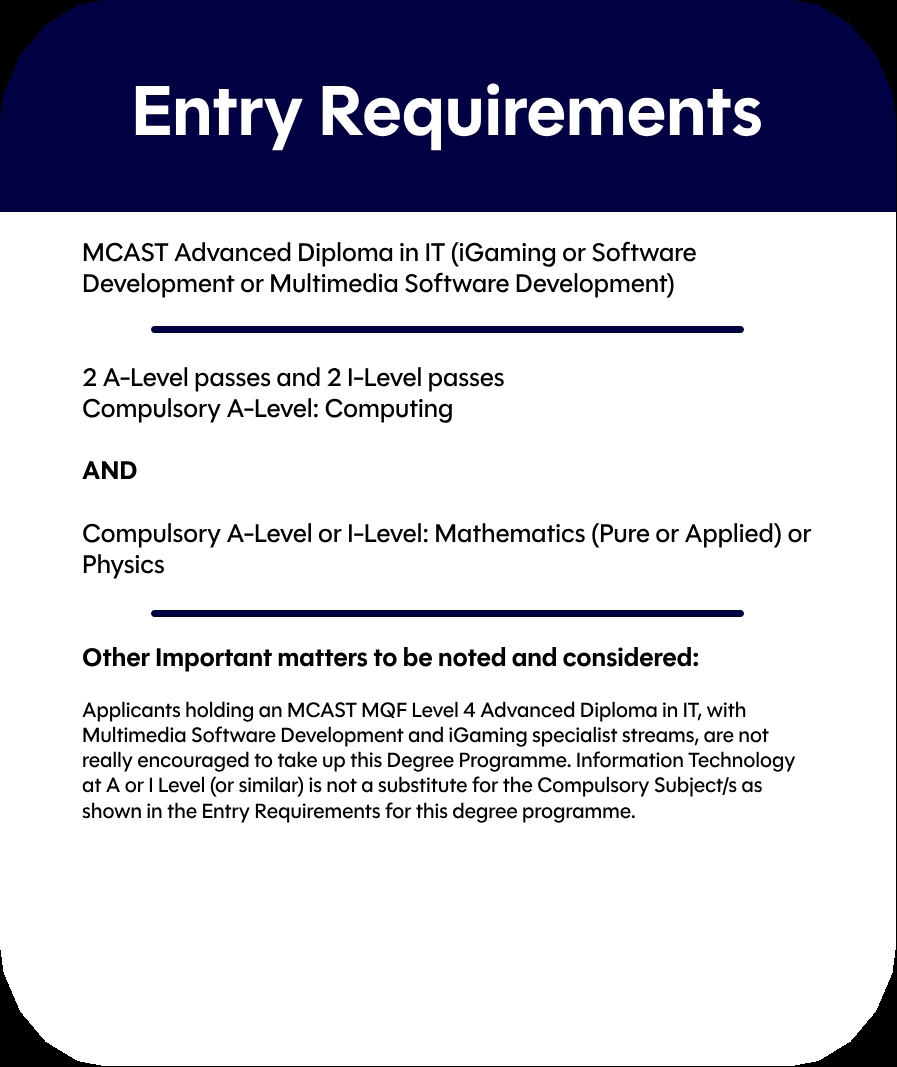 Entry Requirements
MCAST Advanced Diploma in IT (iGaming or Software
Development or Multimedia Software Development)
2 A-Level passes and 2 I-Level passes
Compulsory A-Level: Computing
AND
Compulsory A-Level or I-Level: Mathematics (Pure or Applied) or
Physics
Other Important matters to be noted and considered:
Applicants holding an MCAST MQF Level 4 Advanced Diploma in IT, with
Multimedia Software Development and iGaming specialist streams, are not
really encouraged to take up this Degree Programme. Information Technology
at A or I Level (or similar) is not a substitute for the Compulsory Subject/s as
shown in the Entry Requirements for this degree programme.